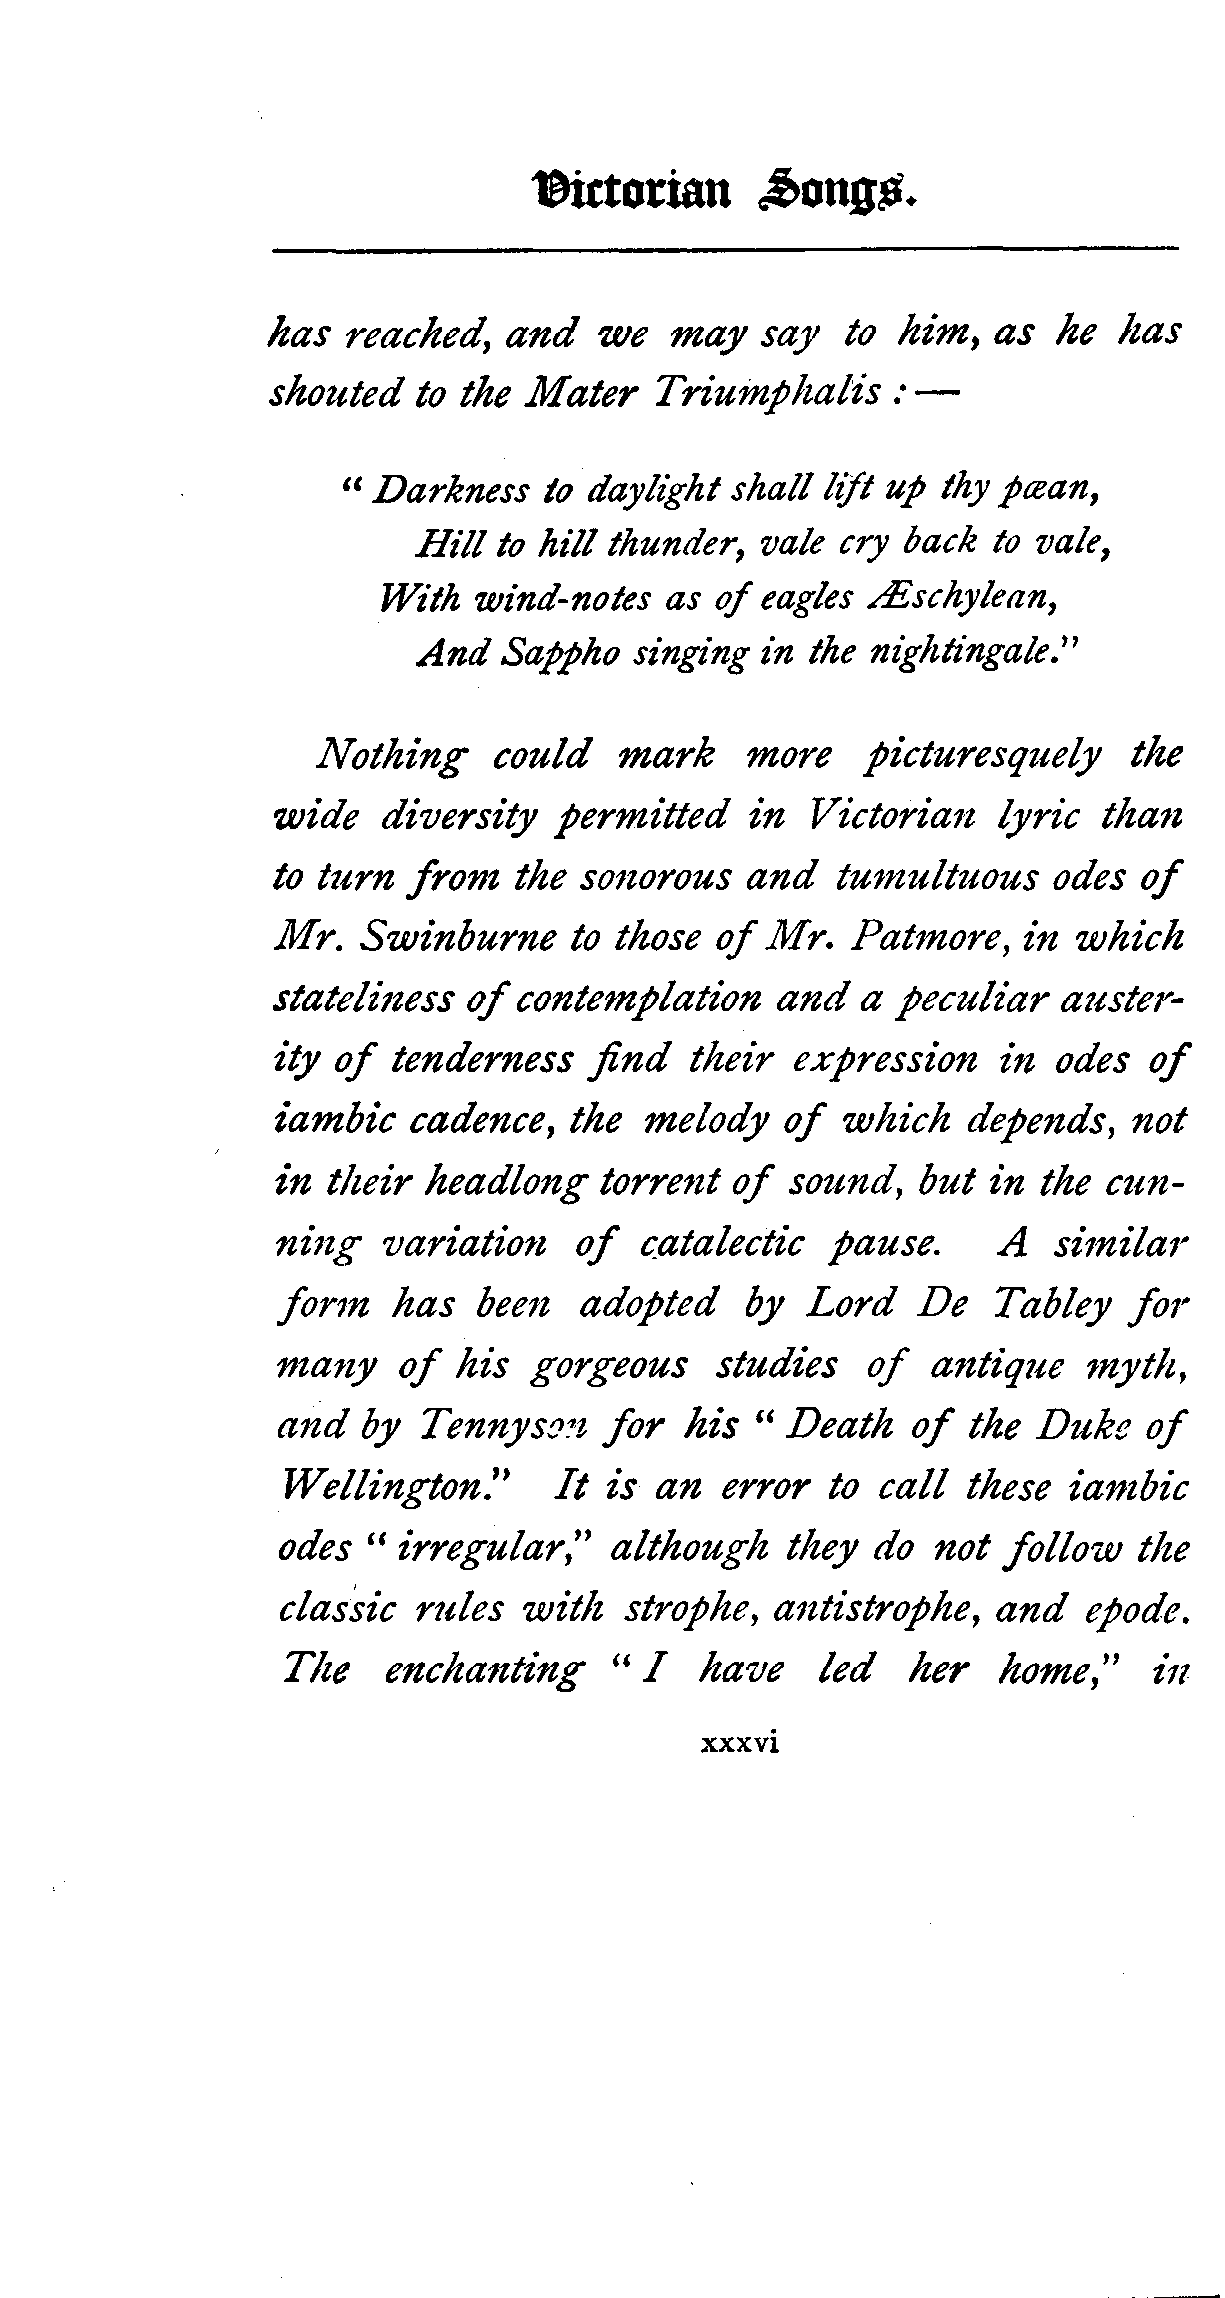 Victorian Songs.
has reached, and we may say to him, as he has
shouted to the Mater Triumphalis : —
" Darkness to daylight shall lift up thy pæan,
Hill to hill thunder, vale cry back to vale,
With wind-notes as of eagles Æschylean,
And Sappho singing in the nightingale."
Nothing could mark more picturesquely the
wide diversity permitted in Victorian lyric than
to turn from the sonorous and tumultuous odes of
Mr. Swinburne to those of Mr. Patmore, in which
stateliness of contemplation and a peculiar auster-
ity of tenderness find their expression in odes of
iambic cadence, the melody of which depends, not
in their headlong torrent of sound, but in the cun-
ning variation of catalectic pause. A similar
form has been adopted by Lord De Tabley for
many of his gorgeous studies of antique myth,
and by Tennyson for his " Death of the Duke of
Wellington." It is an error to call these iambic
odes " irregular," although they do not follow the
classic rules with strophe, antistrophe, and epode.
The enchanting " I have led her home," in
xxxvi